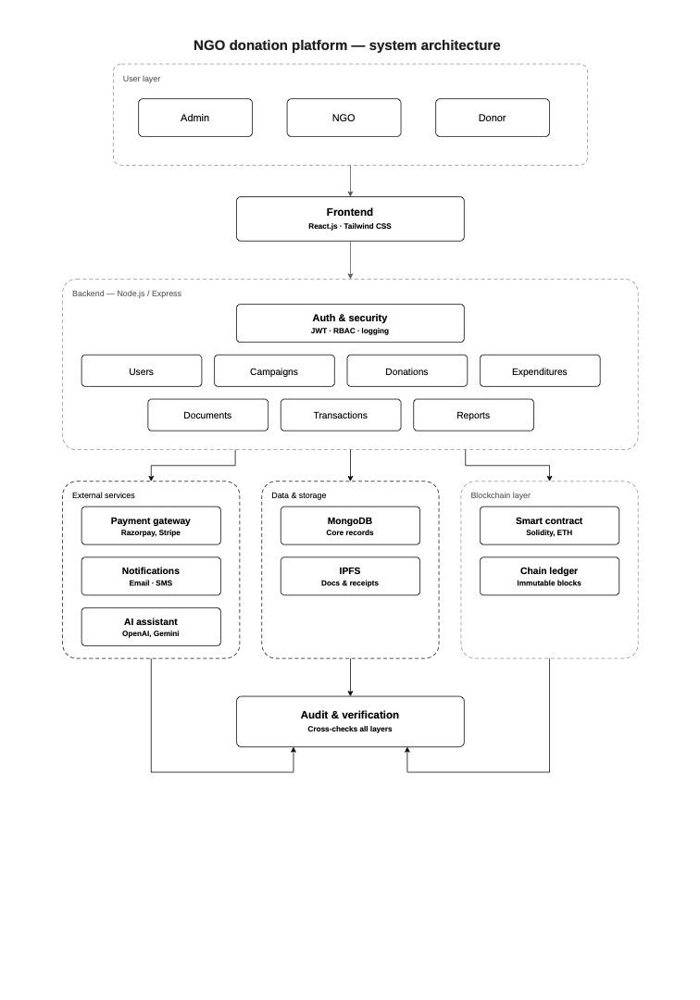 NGO donation platform — system architecture
User layer
Admin
NGO
Donor
Frontend
React.js · Tailwind CSS
Backend — Node.js / Express
Auth & security
JWT · RBAC · logging
Users
Campaigns
Donations
Expenditures
Documents
Transactions
Reports
External services
Payment gateway
Razorpay, Stripe
Notifications
Email · SMS
AI assistant
OpenAI, Gemini
Data & storage
MongoDB
Core records
IPFS
Docs & receipts
Blockchain layer
Smart contract
Solidity, ETH
Chain ledger
Immutable blocks
Audit & verification
Cross-checks all layers